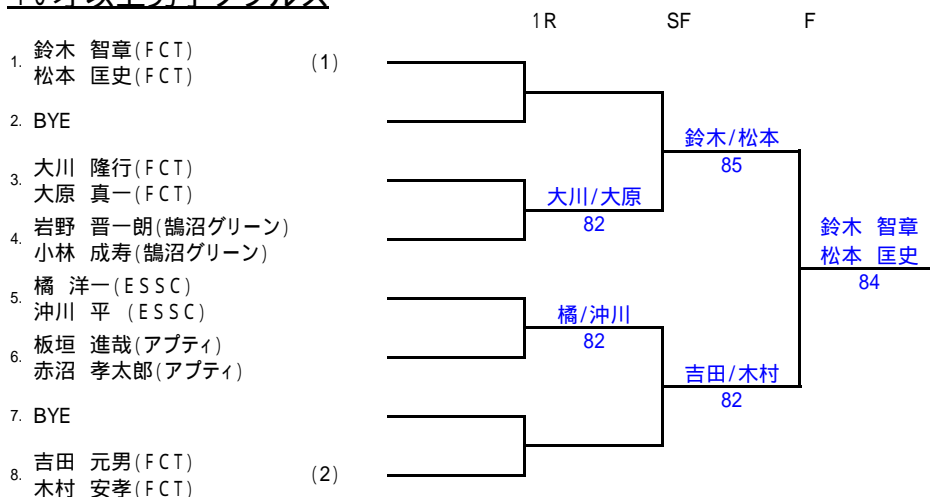 1R SF F
1. 鈴木 智章(FCT) (1)
松本 匡史(FCT)
2. BYE
3. 大川 隆行(FCT)
大原 真一(FCT)
4. 岩野 晋一朗(鵠沼グリーン)
小林 成寿(鵠沼グリーン)
5. 橘 洋一(ESSC)
沖川 平 (ESSC)
6. 板垣 進哉(アプティ)
赤沼 孝太郎(アプティ)
7. BYE
8. 吉田 元男(FCT) (2)
木村 安孝(FCT)
大川/大原
82
橘/沖川
82
鈴木/松本
85
吉田/木村
82
鈴木 智章
松本 匡史
84